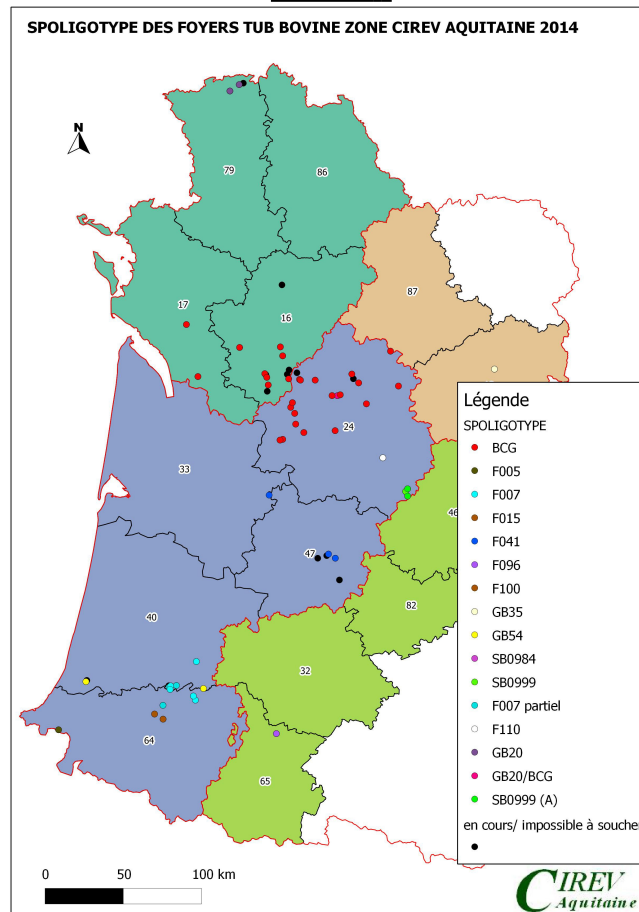 SPOLIGOTYPE DES FOYERS TUB BOVINE ZONE CIREV AQUITAINE 2014
N
79
86
87
17
16
24
33
46
47
82
40
32
64
65
Légende
SPOLIGOTYPE
BCG
F005
F007
F015
F041
F096
F100
GB35
GB54
SB0984
SB0999
F007 partiel
F110
GB20
GB20/BCG
SB0999 (A)
en cours/ impossible à soucher
0 50 100 km
CIREV
Aquitaine